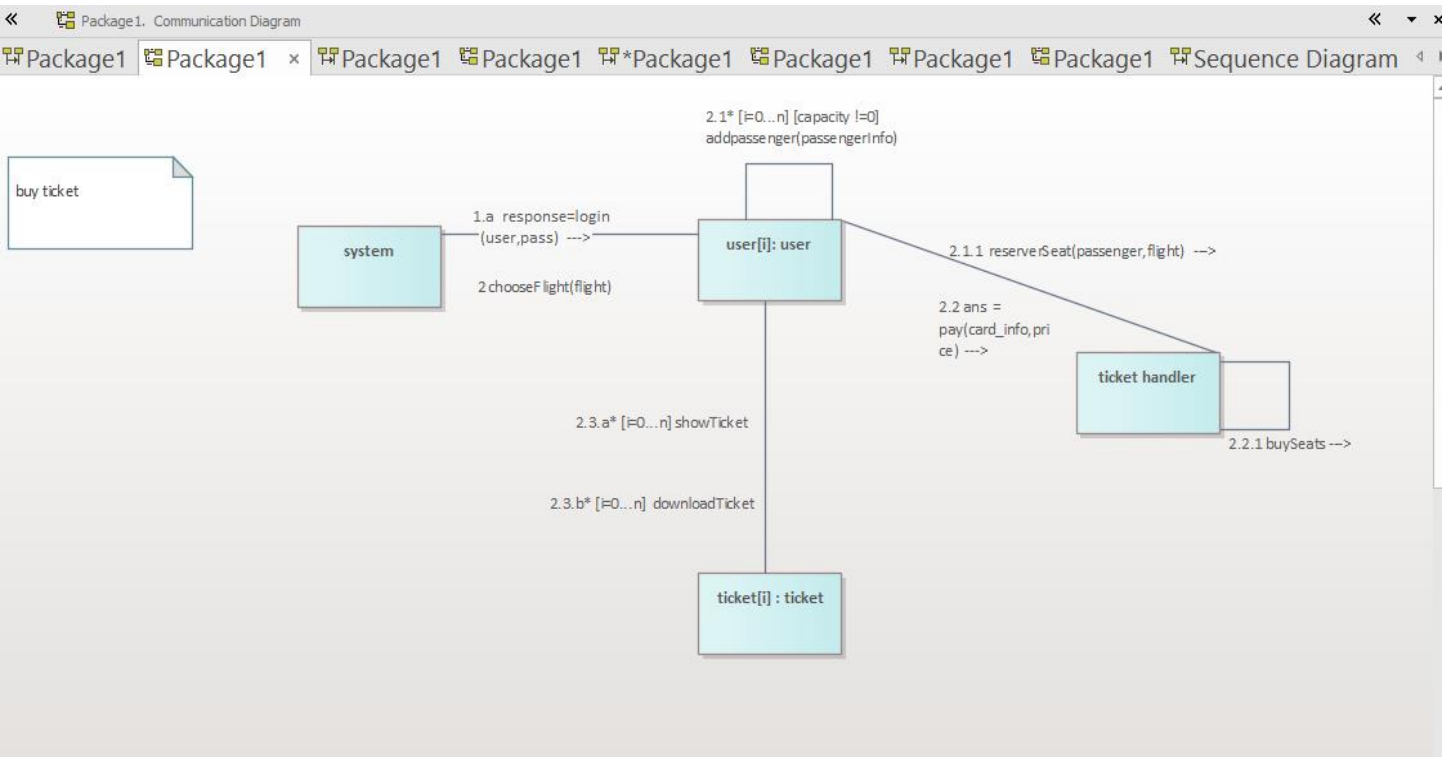 Package1. Communication Diagram
Package1 Package1 × Package1 Package1 *Package1 Package1 Package1 Package1 Sequence Diagram
2.1* [i=0...n] [capacity !=0]
addpassenger(passengerInfo)
buy ticket
1.a response=login
(user,pass) --->
system
user[i]: user
2.1.1 reserverSeat(passenger,flight) --->
2 chooseFlight(flight)
2.2 ans =
pay(card_info,pri
ce) --->
ticket handler
2.3.a* [i=0...n] showTicket
2.2.1 buySeats --->
2.3.b* [i=0...n] downloadTicket
ticket[i] : ticket